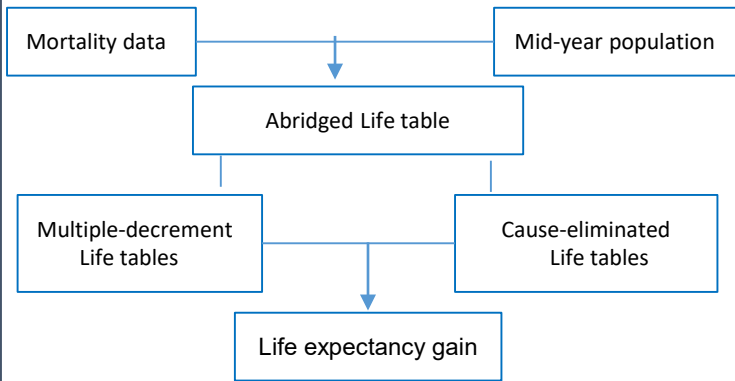 Mortality data
Mid-year population
Abridged Life table
Multiple-decrement
Life tables
Cause-eliminated
Life tables
Life expectancy gain